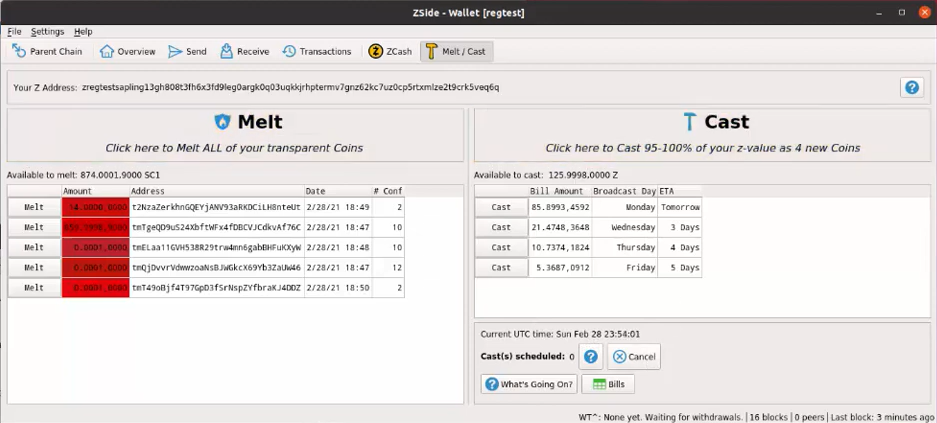 ZSide - Wallet [regtest]
File Settings Help
Parent Chain Overview Send Receive Transactions ZCash Melt / Cast
Your Z Address: zregtestsapling13gh808t3fh6x3fd9leg0argk0q03uqkkjrhptermv7gnz62kc7uz0cp5rtxmlze2t9crk5veq6q
Melt
Click here to Melt ALL of your transparent Coins
Available to melt: 874.0001.9000 SC1
Amount Address Date # Conf
Melt 14.0000,0000 t2NzaZerkhnGQEYjANV93aRKDCiLH8nteUt 2/28/21 18:49 2
Melt 859.9998,9000 tmTgeQD9uS24XbftWFx4fDBCVJCdkvAf76C 2/28/21 18:47 10
Melt 0.0001,0000 tmELaa11GVH538R29trw4mn6gabBHFuKXyW 2/28/21 18:48 10
Melt 0.0001,0000 tmQjDvvrVdwwzoaNsBJWGkcX69Yb3ZaUW46 2/28/21 18:47 12
Melt 0.0001,0000 tmT49oBjf4T97GpD3fSrNspZYfbraKJ4DDZ 2/28/21 18:50 2
Cast
Click here to Cast 95-100% of your z-value as 4 new Coins
Available to cast: 125.9998.0000 Z
Bill Amount Broadcast Day ETA
Cast 85.8993,4592 Monday Tomorrow
Cast 21.4748,3648 Wednesday 3 Days
Cast 10.7374,1824 Thursday 4 Days
Cast 5.3687,0912 Friday 5 Days
Current UTC time: Sun Feb 28 23:54:01
Cast(s) scheduled: 0 ? Cancel
What's Going On? Bills
WT^: None yet. Waiting for withdrawals. | 16 blocks | 0 peers | Last block: 3 minutes ago